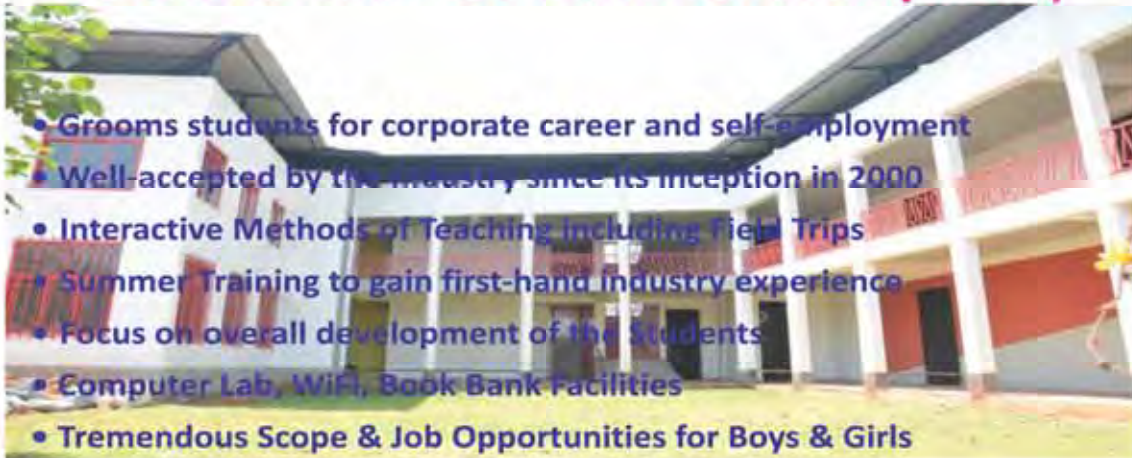 • Grooms students for corporate career and self-employment
• Well-accepted by the industry since its inception in 2000
• Interactive Methods of Teaching including Field Trips
• Summer Training to gain first-hand industry experience
• Focus on overall development of the Students
• Computer Lab, WiFi, Book Bank Facilities
• Tremendous Scope & Job Opportunities for Boys & Girls